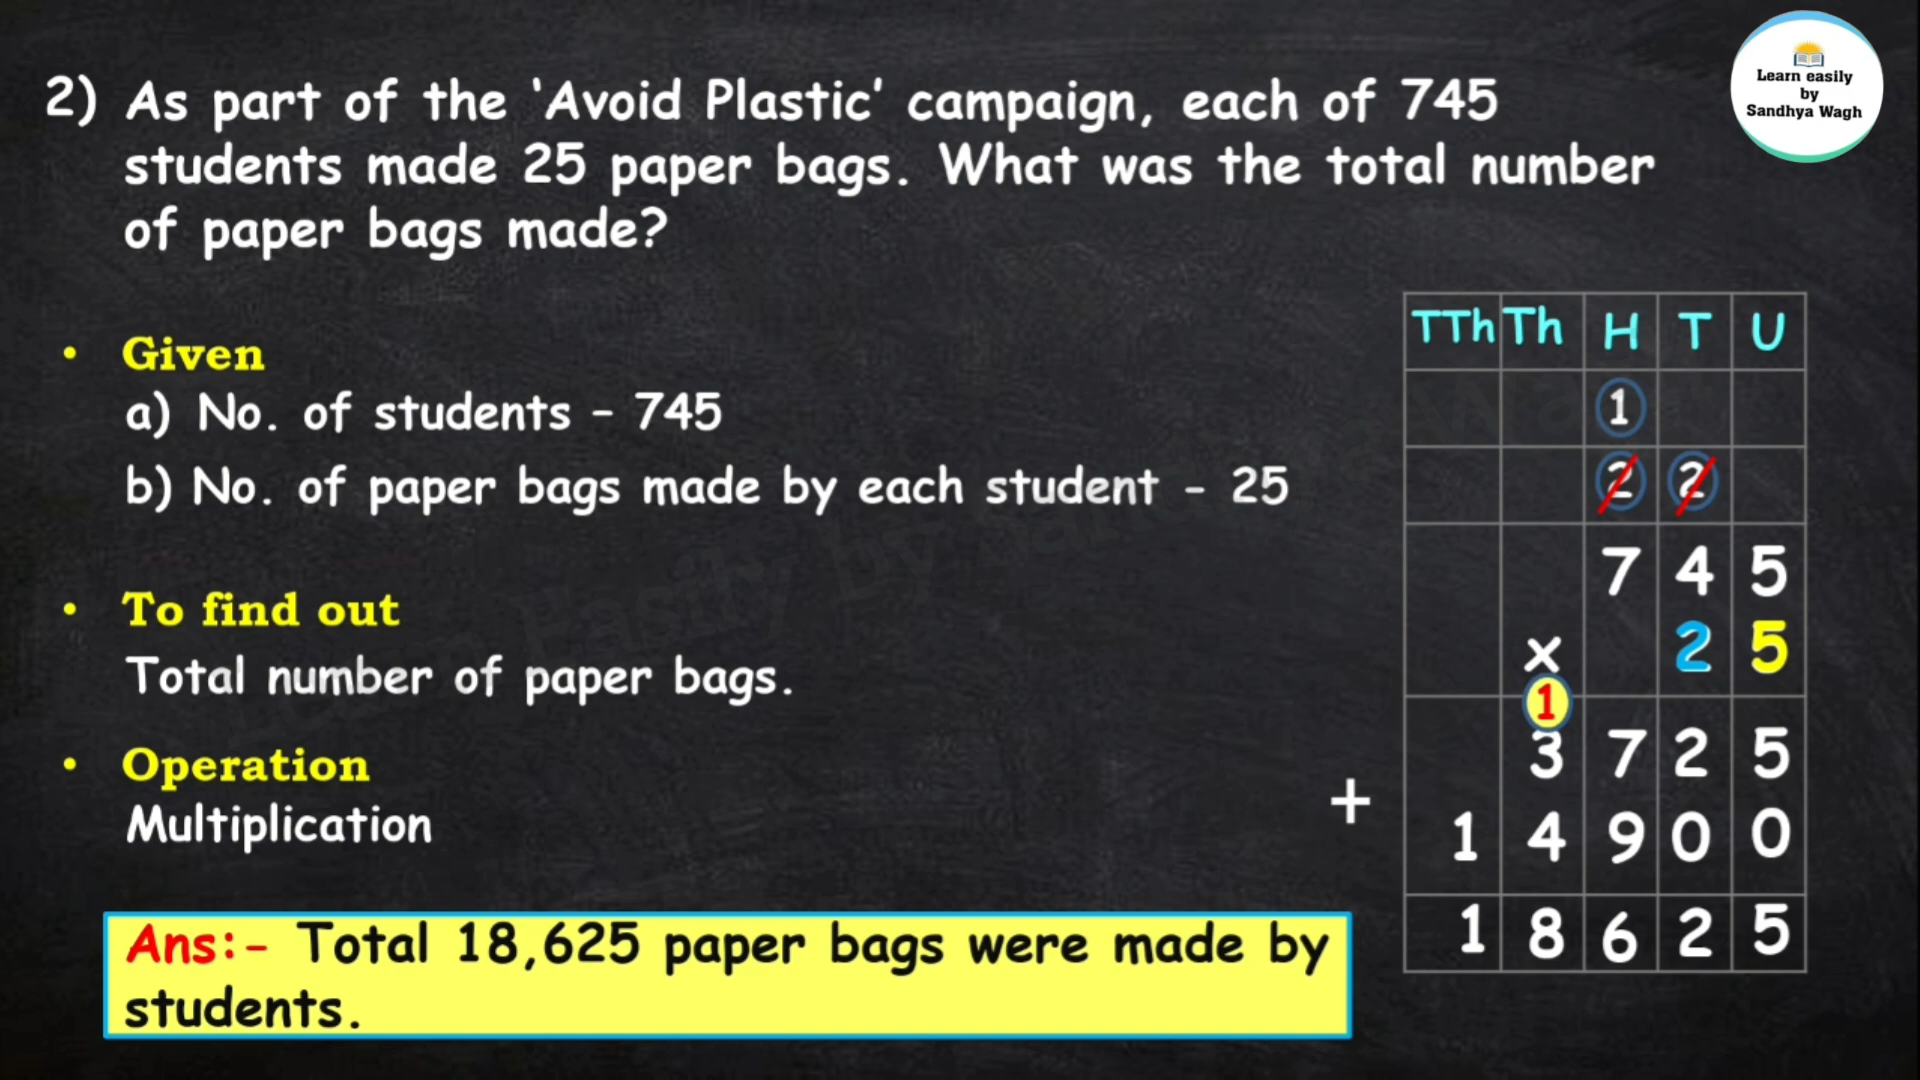 Learn easily
by
Sandhya Wagh
2) As part of the ‘Avoid Plastic’ campaign, each of 745
students made 25 paper bags. What was the total number
of paper bags made?
• Given
a) No. of students – 745
b) No. of paper bags made by each student – 25
• To find out
Total number of paper bags.
• Operation
Multiplication
Ans:- Total 18,625 paper bags were made by
students.
TTh Th H T U
1
2 2
7 4 5
x 2 5
1
3 7 2 5
+ 1 4 9 0 0
1 8 6 2 5